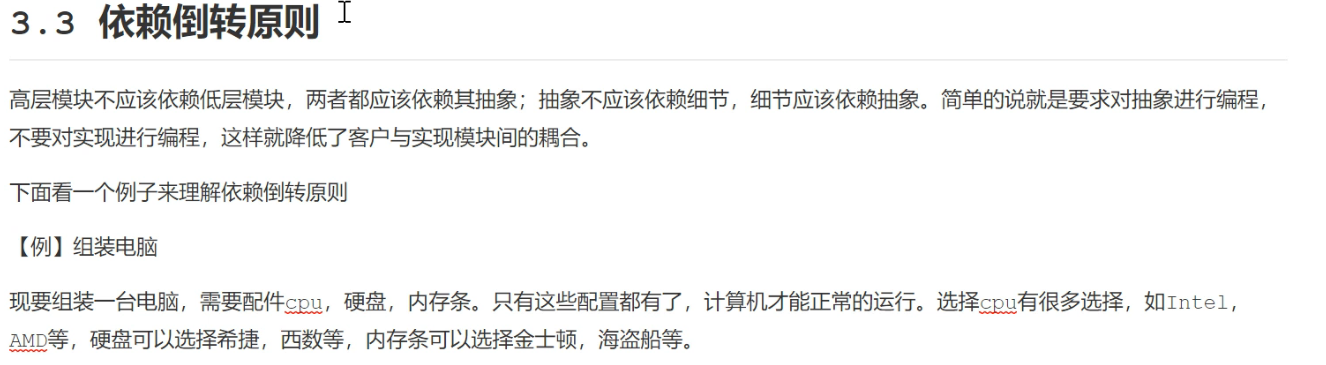 3.3 依赖倒转原则
高层模块不应该依赖低层模块，两者都应该依赖其抽象；抽象不应该依赖细节，细节应该依赖抽象。简单的说就是要求对抽象进行编程，
不要对实现进行编程，这样就降低了客户与实现模块间的耦合。
下面看一个例子来理解依赖倒转原则
【例】组装电脑
现要组装一台电脑，需要配件cpu，硬盘，内存条。只有这些配置都有了，计算机才能正常的运行。选择cpu有很多选择，如Intel，
AMD等，硬盘可以选择希捷，西数等，内存条可以选择金士顿，海盗船等。